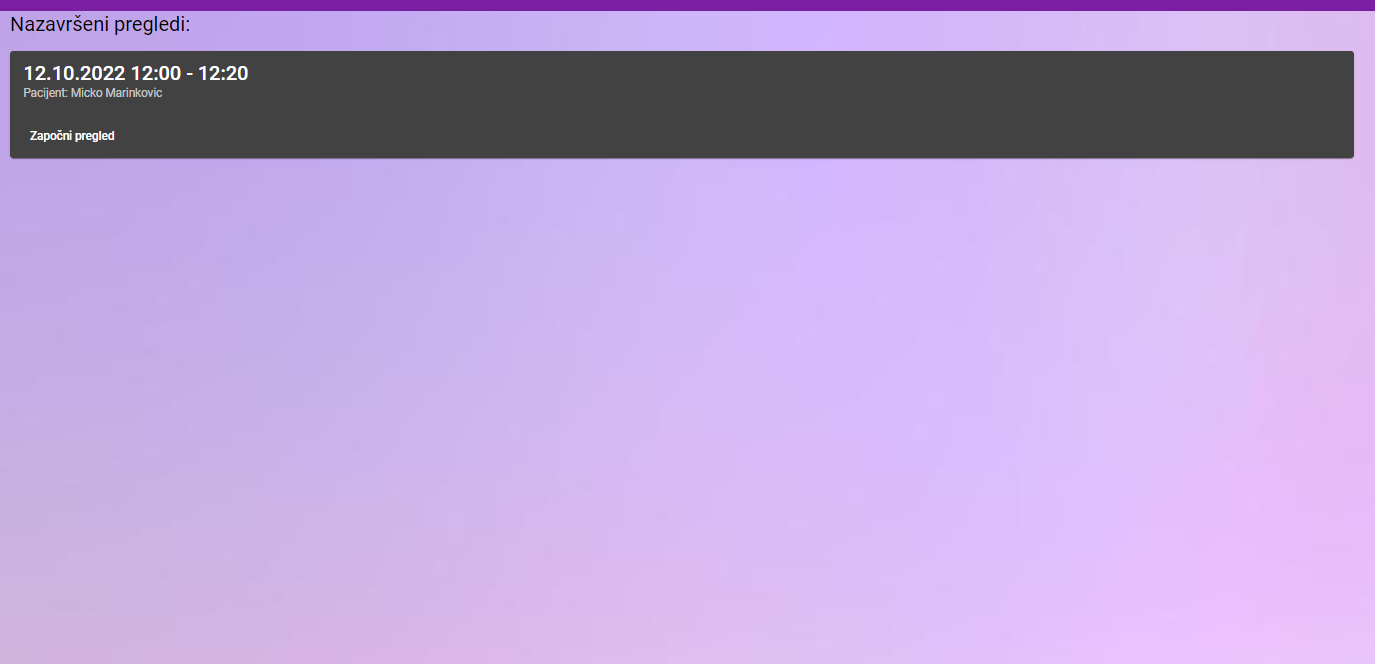 Nazavršeni pregledi:
12.10.2022 12:00 - 12:20
Pacijent: Micko Marinkovic
Započni pregled